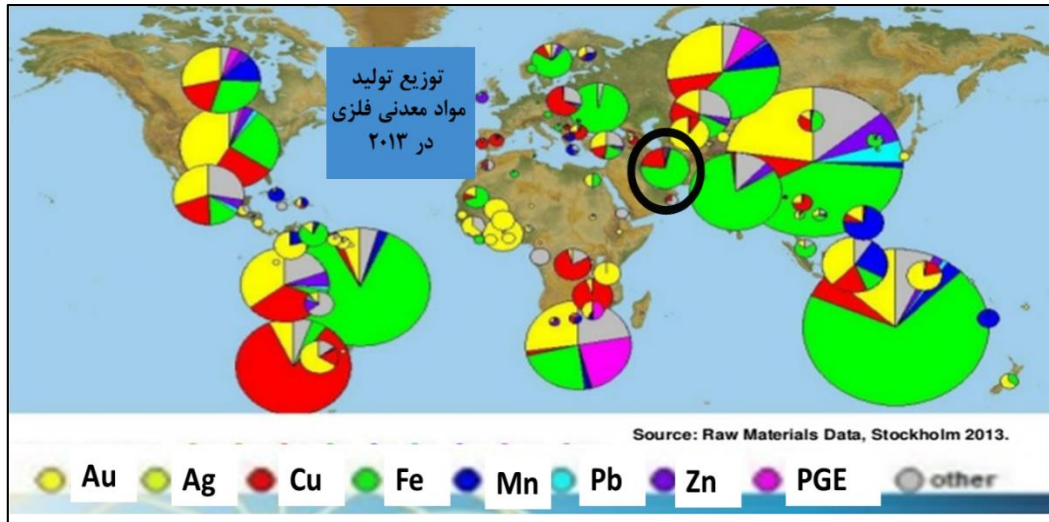 توزیع تولید
مواد معدنی فلزی
در ۲۰۱۳
Source: Raw Materials Data, Stockholm 2013.
Au Ag Cu Fe Mn Pb Zn PGE other